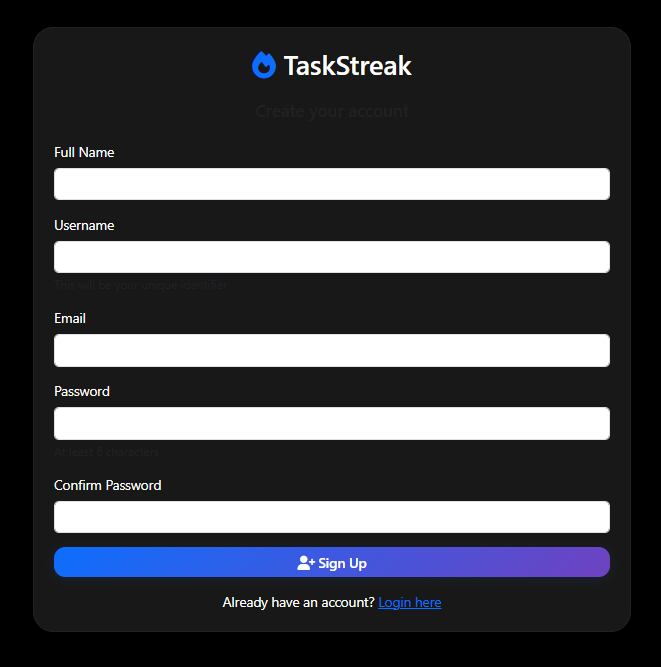 TaskStreak
Create your account
Full Name
Username
This will be your unique identifier
Email
Password
At least 6 characters
Confirm Password
Sign Up
Already have an account? Login here